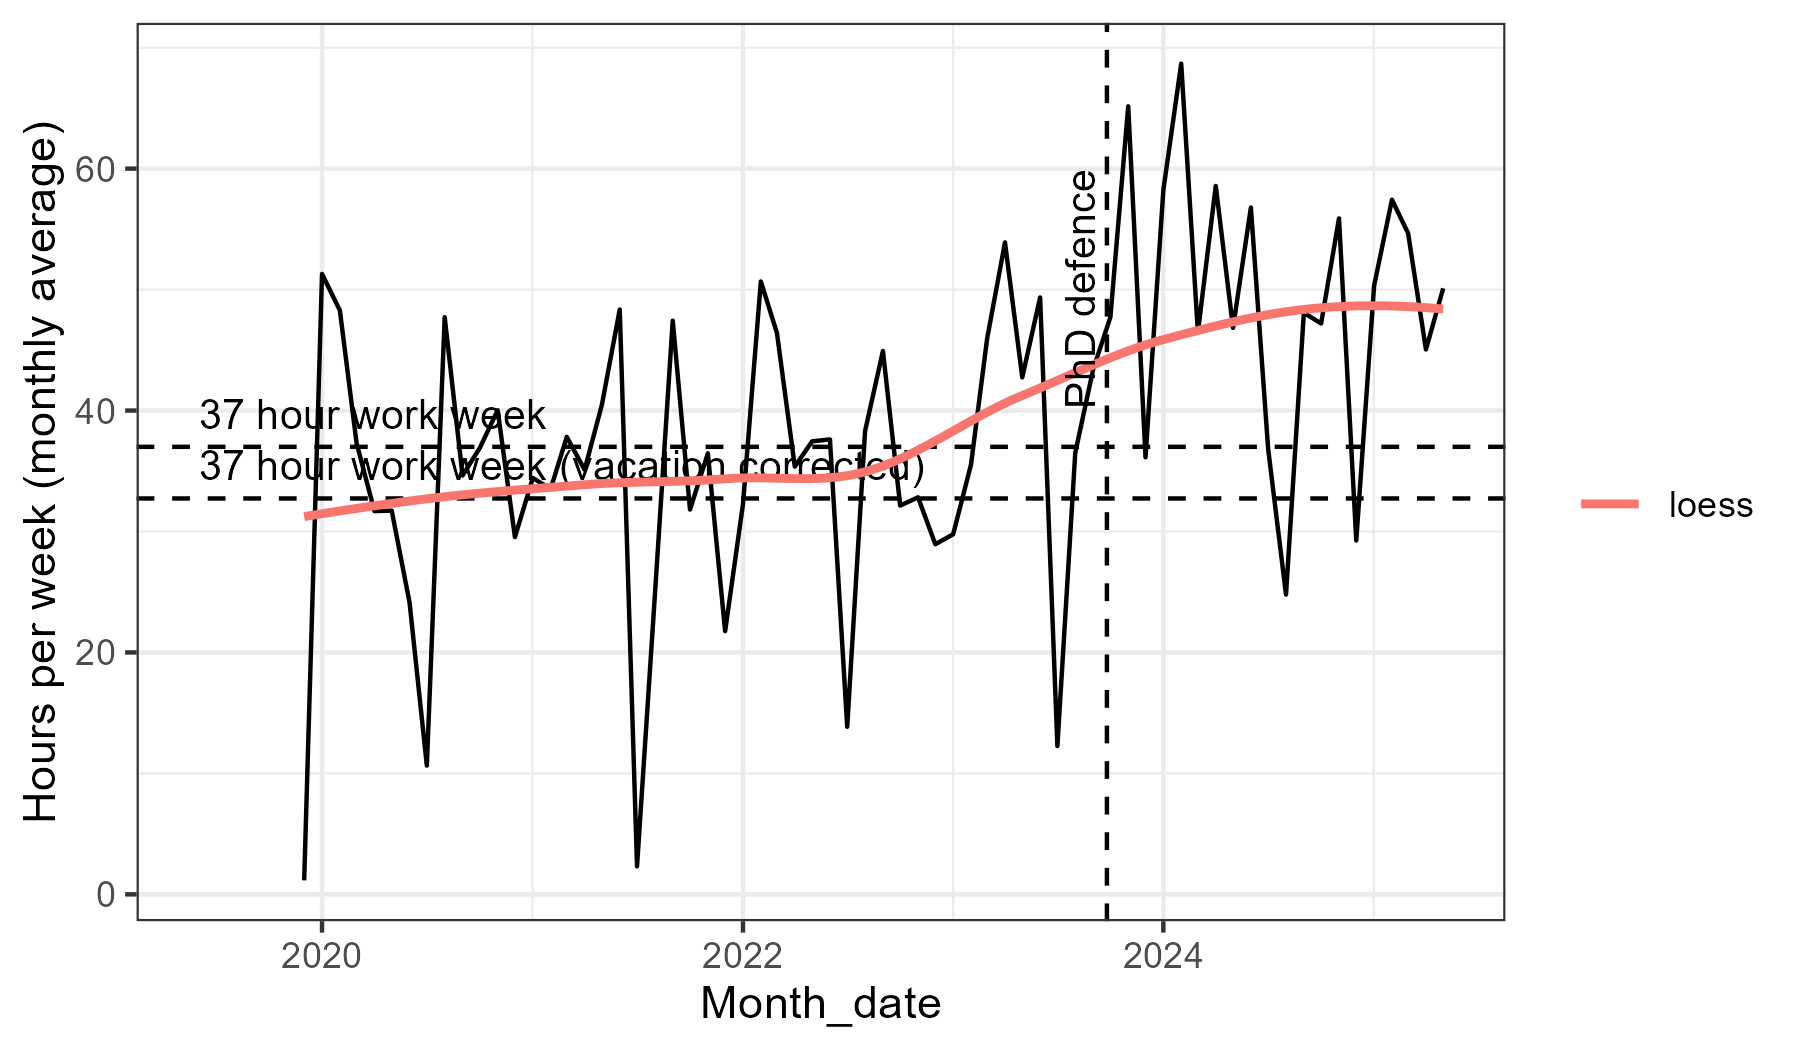 Hours per week (monthly average)
60
40
20
0
37 hour work week
37 hour work week (vacation corrected)
PhD defence
loess
2020
2022
2024
Month_date